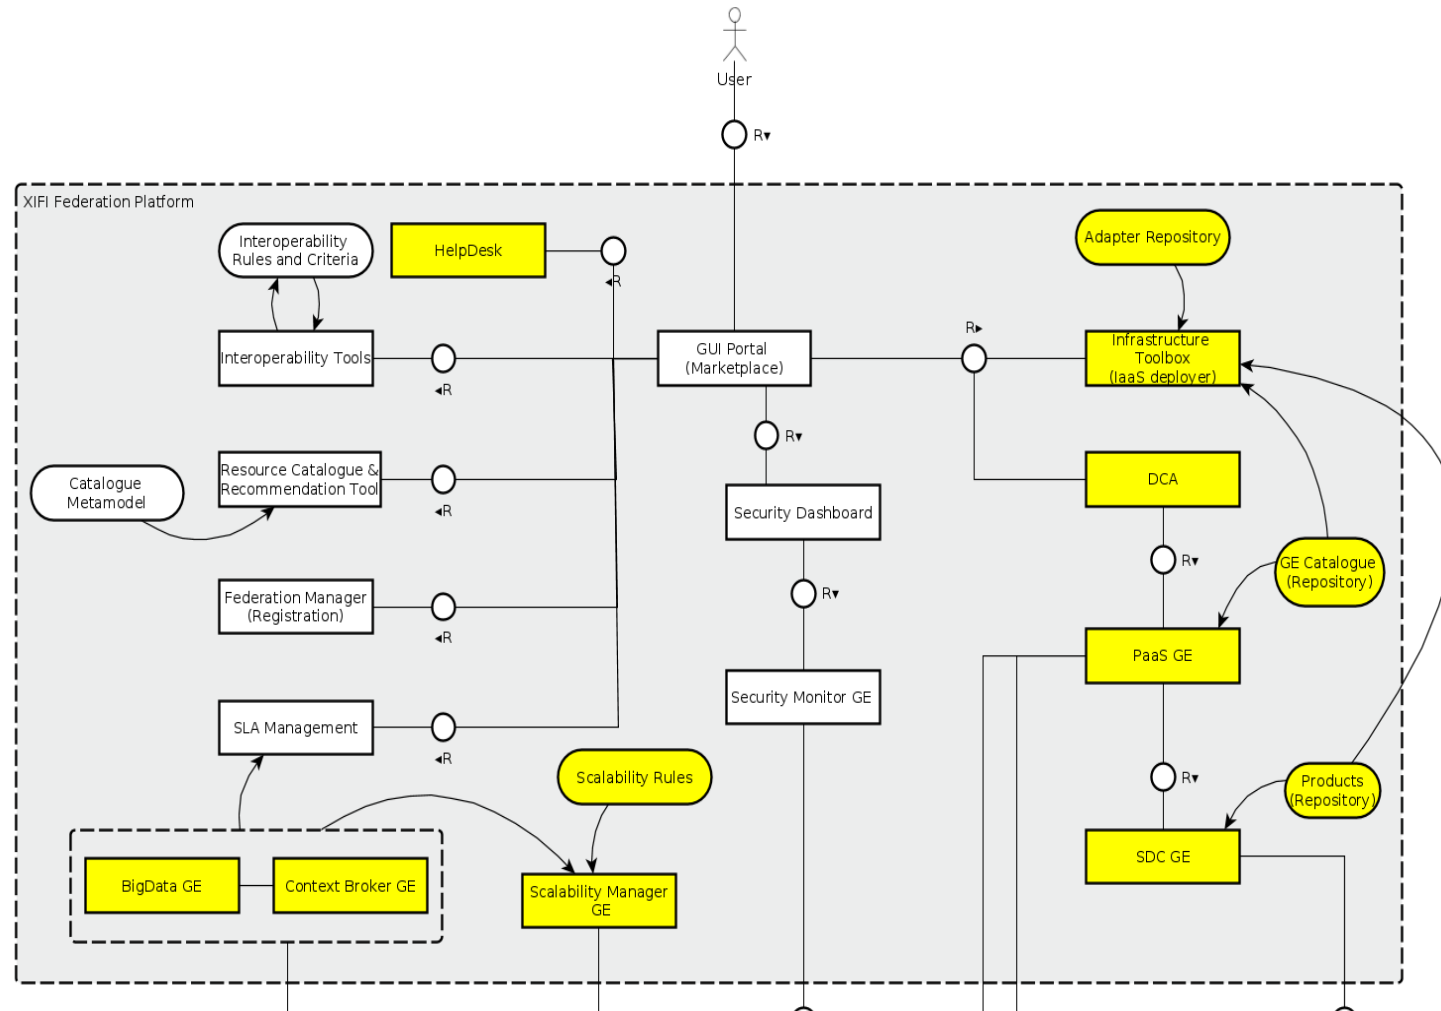 User
R▾
XIFI Federation Platform
Interoperability
Rules and Criteria
HelpDesk
◂R
Adapter Repository
Interoperability Tools
◂R
GUI Portal
(Marketplace)
R▸
Infrastructure
Toolbox
(IaaS deployer)
R▾
Resource Catalogue &
Recommendation Tool
◂R
Catalogue
Metamodel
Security Dashboard
DCA
R▾
GE Catalogue
(Repository)
Federation Manager
(Registration)
◂R
R▾
PaaS GE
Security Monitor GE
SLA Management
◂R
Scalability Rules
R▾
Products
(Repository)
BigData GE
Context Broker GE
Scalability Manager
GE
SDC GE